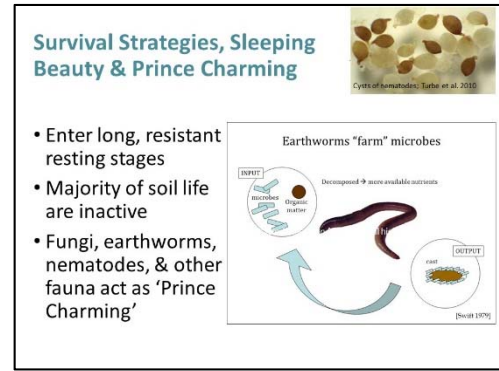 Survival Strategies, Sleeping
Beauty & Prince Charming
Cysts of nematodes; Turbe et al. 2010
• Enter long, resistant
resting stages
• Majority of soil life
are inactive
• Fungi, earthworms,
nematodes, & other
fauna act as ‘Prince
Charming’
Earthworms "farm" microbes
INPUT
Decomposed → more available nutrients
microbes
Organic
matter
OUTPUT
cast
[Swift 1979]